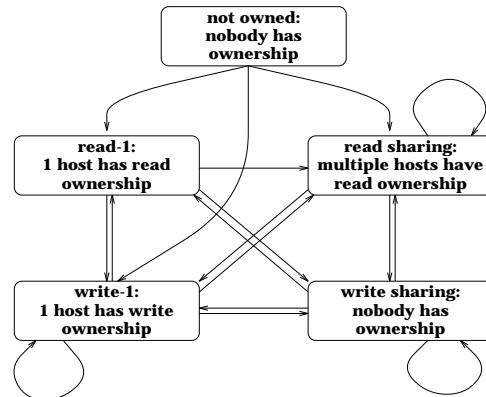 not owned:
nobody has
ownership
read-1:
1 host has read
ownership
read sharing:
multiple hosts have
read ownership
write-1:
1 host has write
ownership
write sharing:
nobody has
ownership